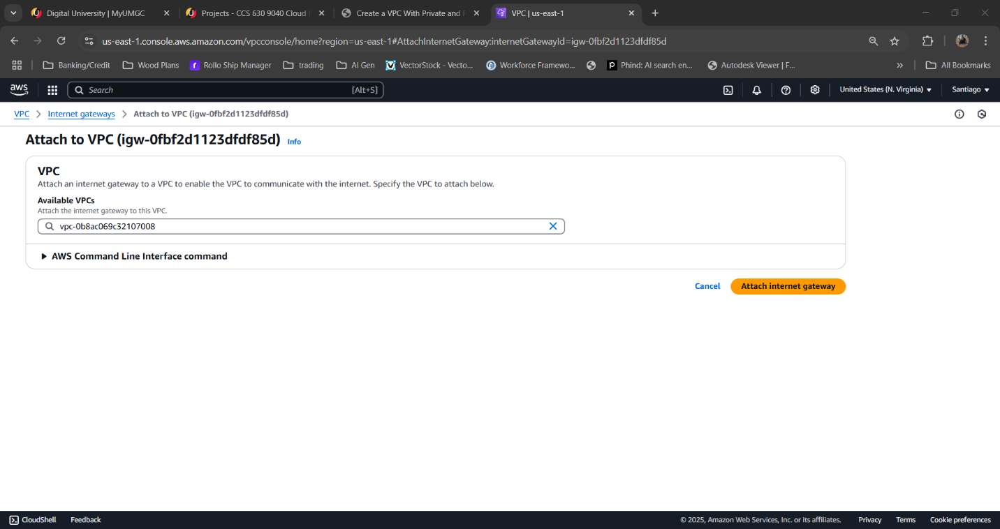 Digital University | MyUMGC
Projects - CCS 630 9040 Cloud
Create a VPC With Private and
VPC | us-east-1
us-east-1.console.aws.amazon.com/vpcconsole/home?region=us-east-1#AttachInternetGateway:internetGatewayId=igw-0fbf2d1123dfdf85d
Banking/Credit
Wood Plans
r Rollo Ship Manager
trading
AI Gen
VectorStock - Vecto...
Workforce Framewo...
p Phind: AI search en...
Autodesk Viewer | F...
»
All Bookmarks
aws
Search
[Alt+S]
United States (N. Virginia)
Santiago
VPC > Internet gateways > Attach to VPC (igw-0fbf2d1123dfdf85d)
Attach to VPC (igw-0fbf2d1123dfdf85d) Info
VPC
Attach an internet gateway to a VPC to enable the VPC to communicate with the internet. Specify the VPC to attach below.
Available VPCs
Attach the internet gateway to this VPC.
vpc-0b8ac069c32107008
AWS Command Line Interface command
Cancel
Attach internet gateway
CloudShell
Feedback
© 2025, Amazon Web Services, Inc. or its affiliates.
Privacy
Terms
Cookie preferences